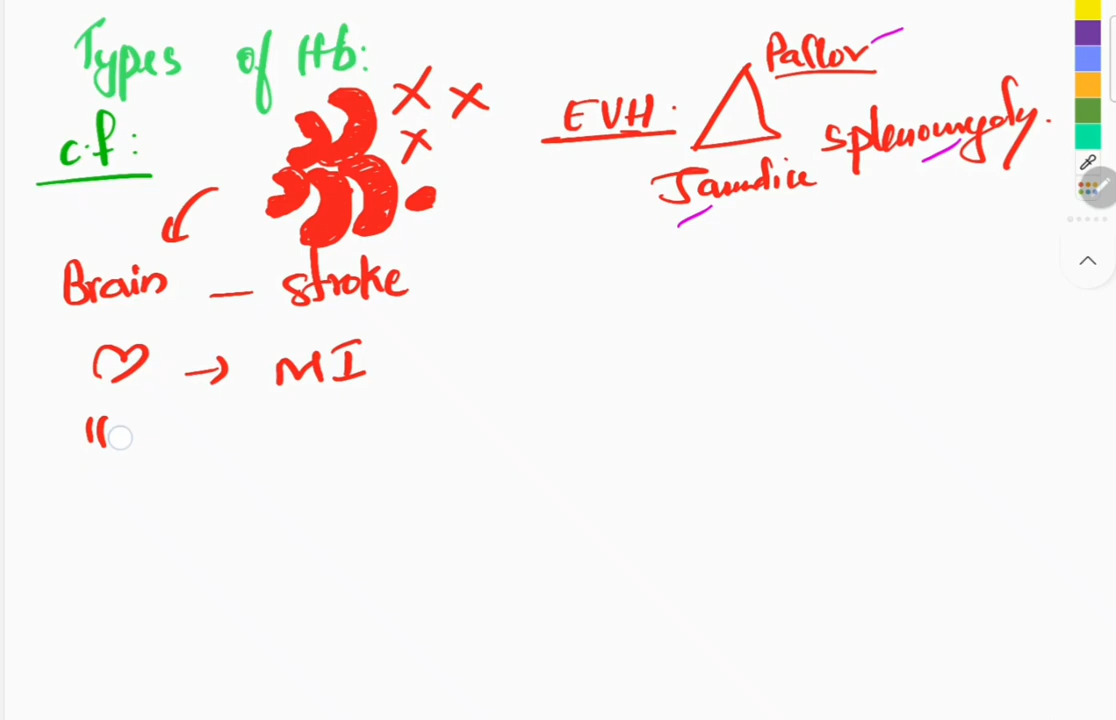 Types of Hb:
c.f:
Brain – stroke
♡ → MI
EVH:
Pallor
Splenomegaly.
Jaundice